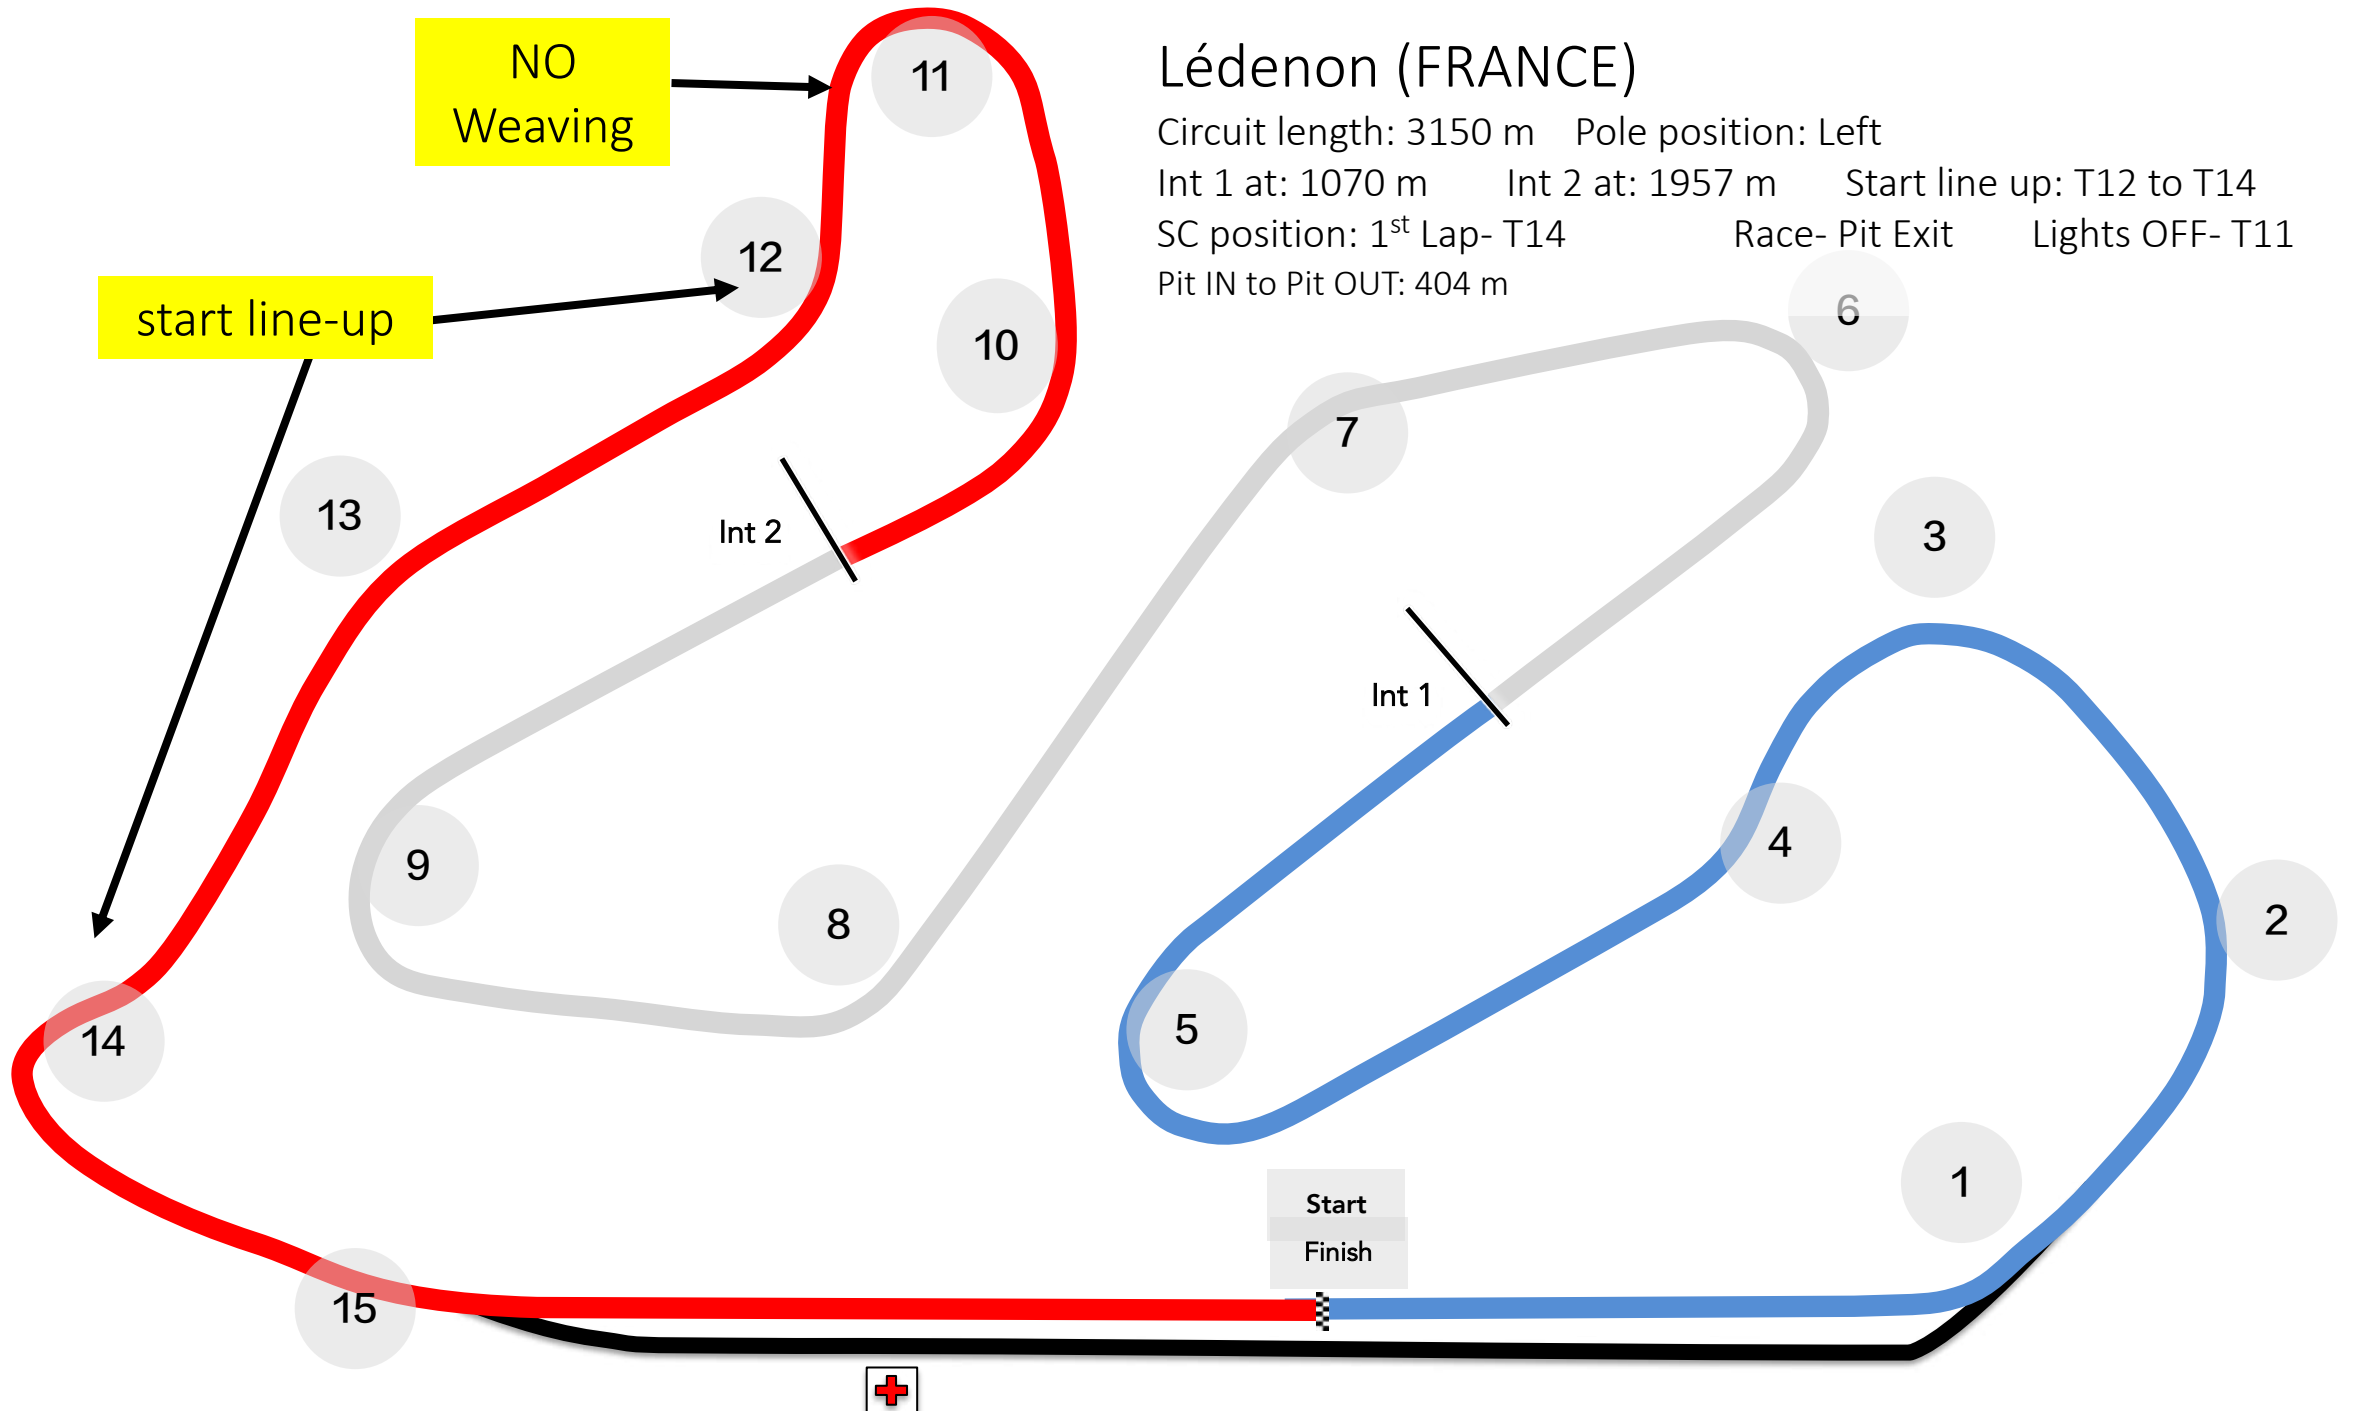 Lédenon (FRANCE)
Circuit length: 3150 m Pole position: Left
Int 1 at: 1070 m Int 2 at: 1957 m Start line up: T12 to T14
SC position: 1st Lap- T14 Race- Pit Exit Lights OFF- T11
Pit IN to Pit OUT: 404 m
NO
Weaving
11
12
start line-up
10
6
7
13
Int 2
3
Int 1
4
9
8
2
5
14
1
Start
Finish
15